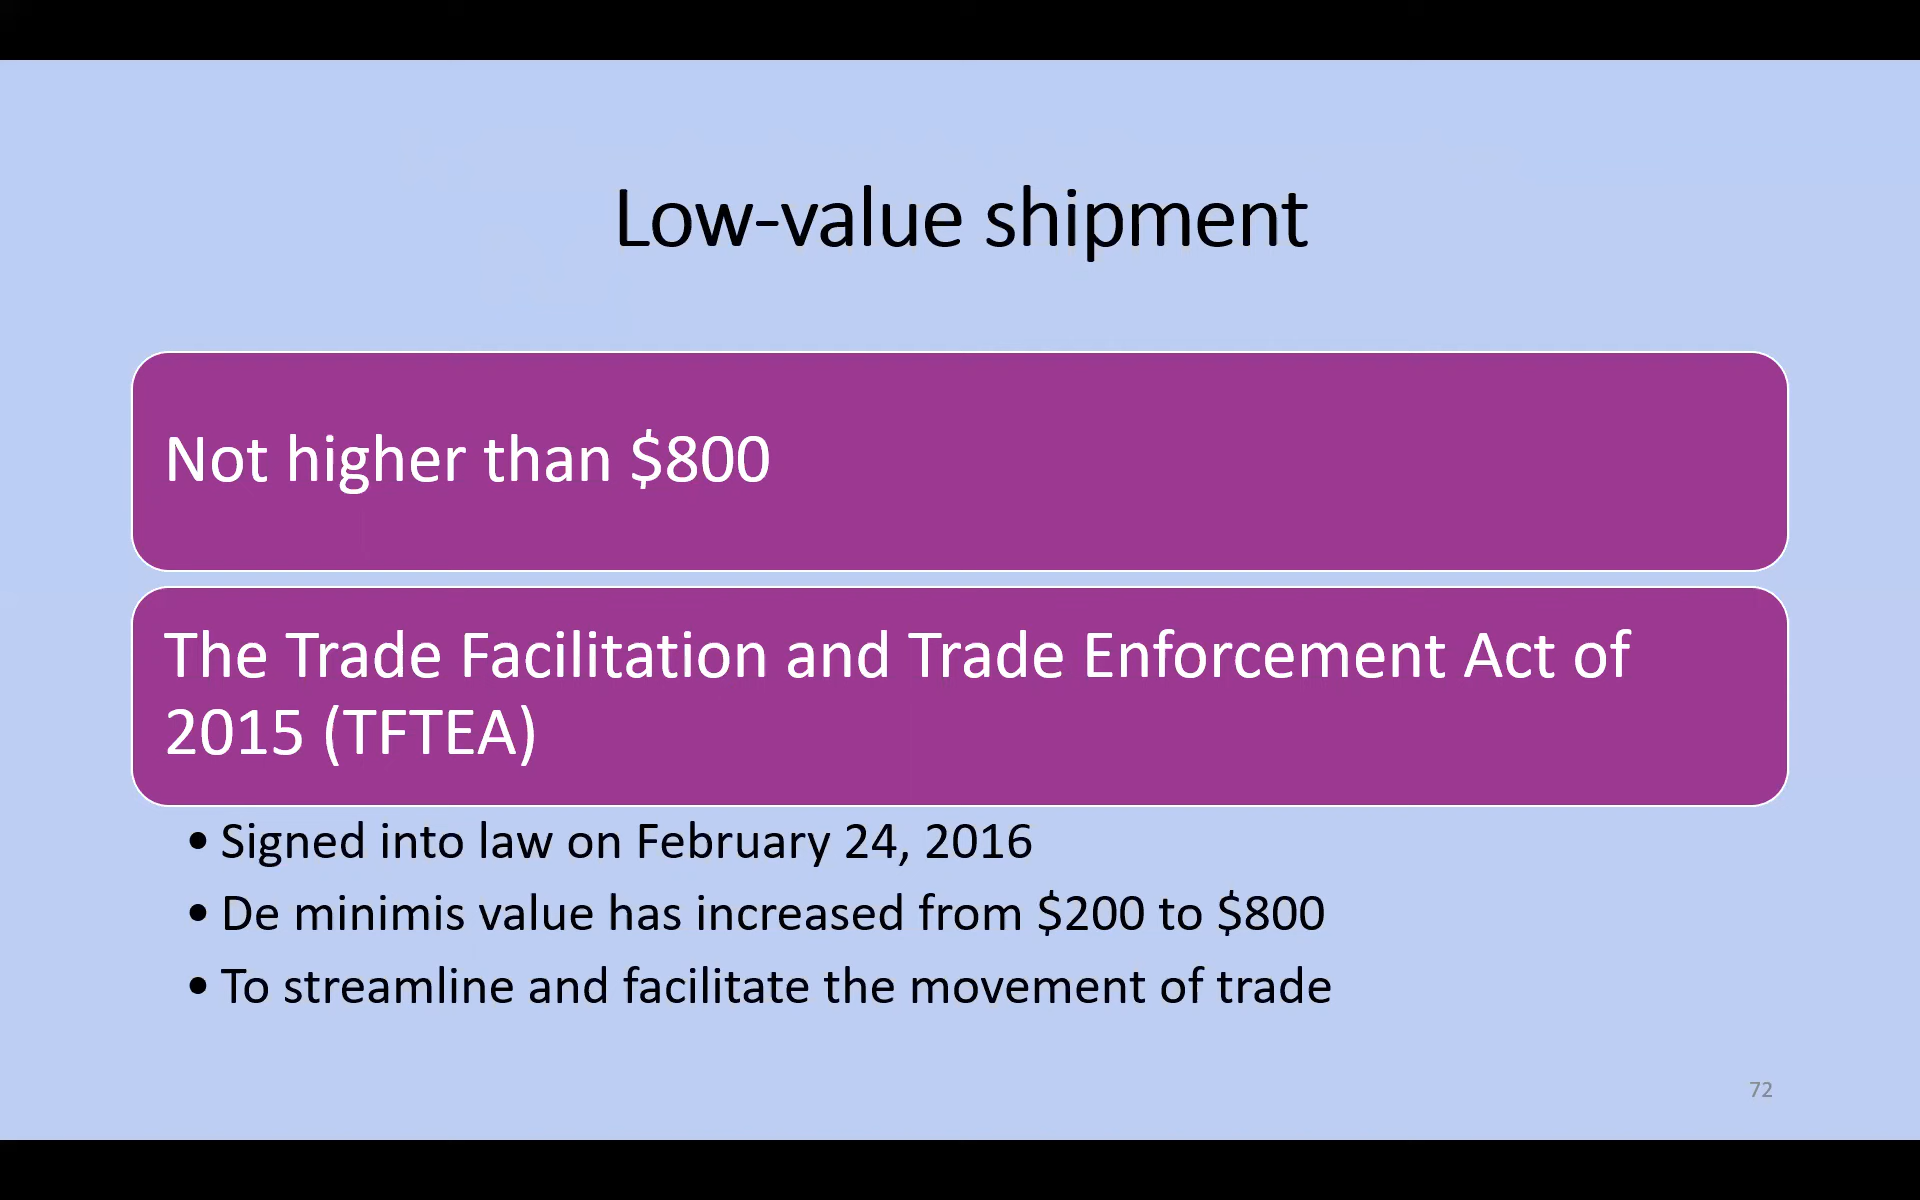 Low-value shipment
Not higher than $800
The Trade Facilitation and Trade Enforcement Act of
2015 (TFTEA)
• Signed into law on February 24, 2016
• De minimis value has increased from $200 to $800
• To streamline and facilitate the movement of trade
72